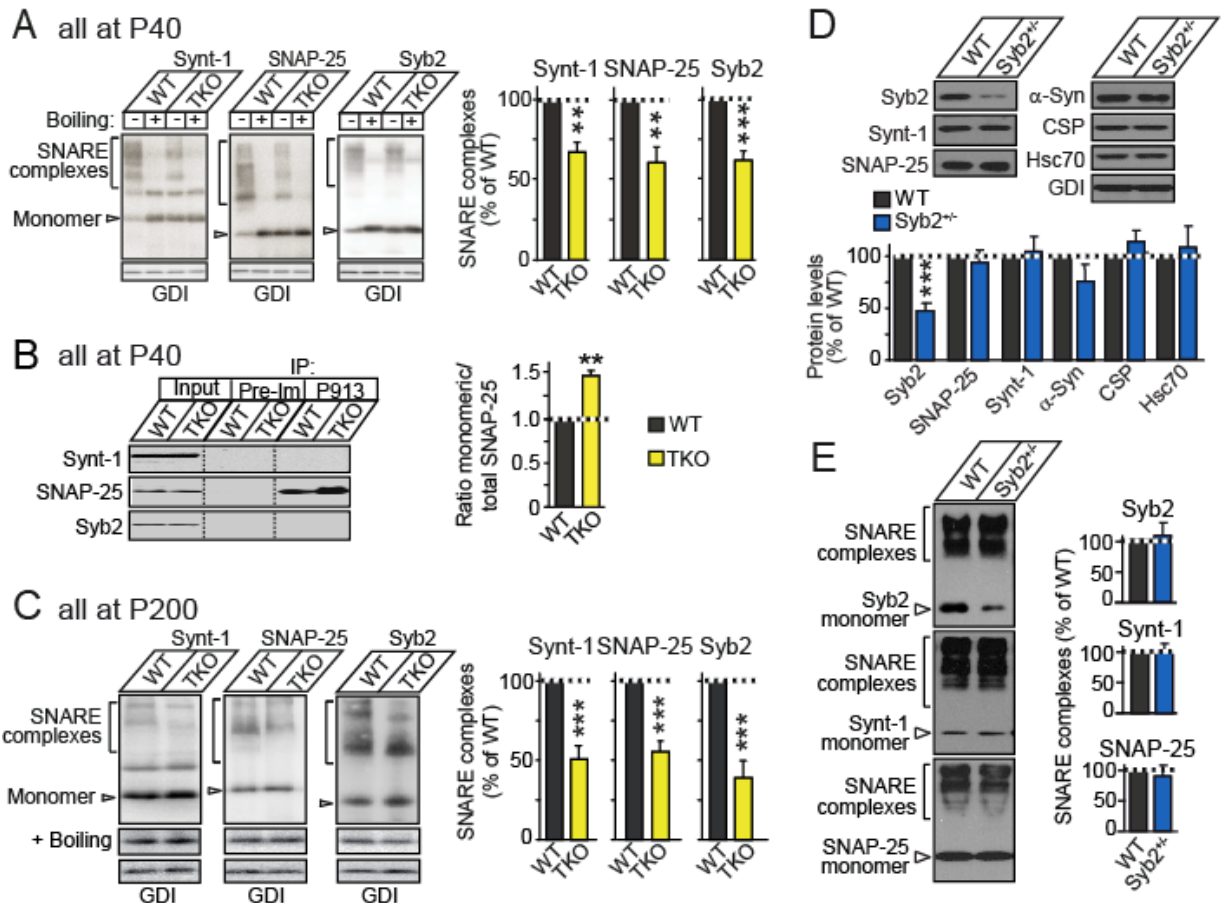 A all at P40
Synt-1 SNAP-25 Syb2
WT TKO WT TKO WT TKO
Boiling: - + - + - + - + - + - +
SNARE
complexes
Monomer
GDI GDI GDI
Synt-1 SNAP-25 Syb2
SNARE complexes
(% of WT)
100
50
0
** ** ***
WT TKO WT TKO WT TKO
B all at P40
IP:
Input Pre-Im. P913
WT TKO WT TKO WT TKO
Synt-1
SNAP-25
Syb2
Ratio monomeric/
total SNAP-25
1.5
1.0
0.5
0
**
WT TKO
WT
TKO
C all at P200
Synt-1 SNAP-25 Syb2
WT TKO WT TKO WT TKO
SNARE
complexes
Monomer
+ Boiling
GDI GDI GDI
Synt-1 SNAP-25 Syb2
SNARE complexes
(% of WT)
100
50
0
*** *** ***
WT TKO WT TKO WT TKO
D
WT Syb2+/- WT Syb2+/-
Syb2
Synt-1
SNAP-25
α-Syn
CSP
Hsc70
GDI
WT
Syb2+/-
Protein levels
(% of WT)
100
50
0
***
Syb2 SNAP-25 Synt-1 α-Syn CSP Hsc70
E
WT Syb2+/-
SNARE
complexes
Syb2
monomer
SNARE
complexes
Synt-1
monomer
SNARE
complexes
SNAP-25
monomer
SNARE complexes (% of WT)
Syb2
100
50
0
Synt-1
100
50
0
SNAP-25
100
50
0
WT Syb2+/-